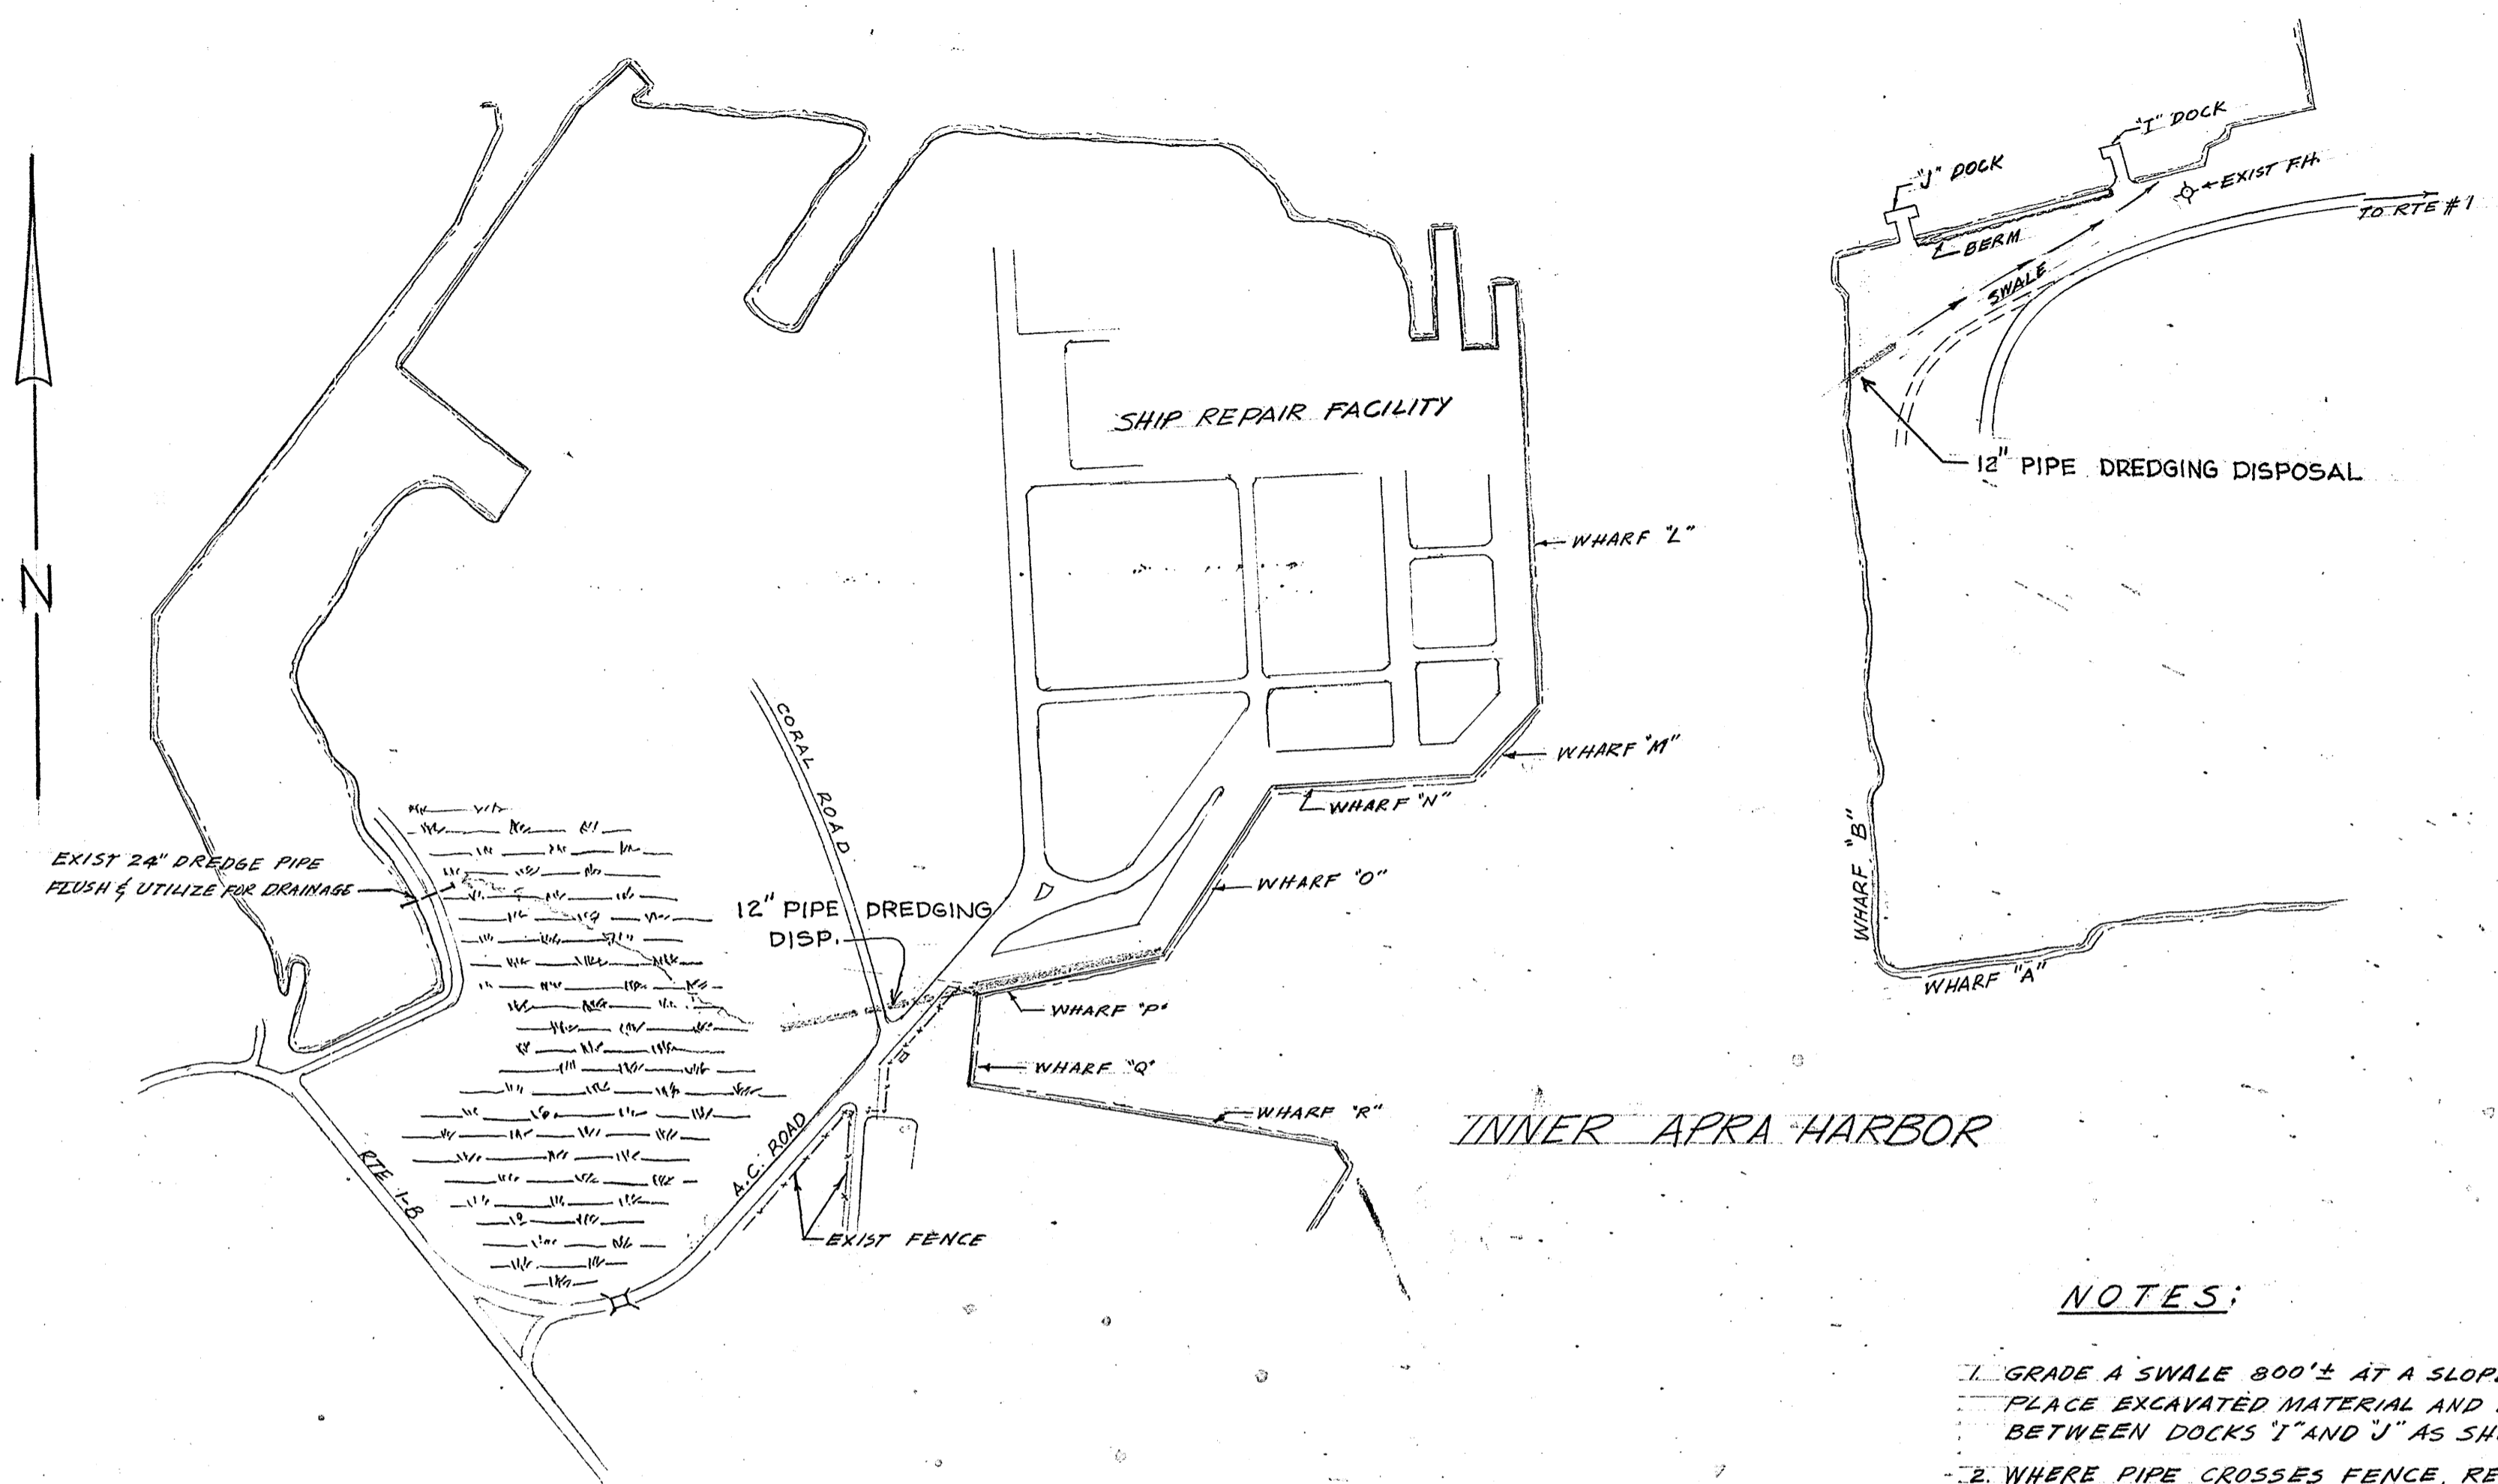 "I" DOCK
"J" DOCK
EXIST F.H.
TO RTE #1
BERM
SWALE
12" PIPE DREDGING DISPOSAL
SHIP REPAIR FACILITY
N
WHARF "L"
CORAL ROAD
WHARF "M"
WHARF "N"
EXIST 24" DREDGE PIPE
FLUSH & UTILIZE FOR DRAINAGE
WHARF "O"
12" PIPE DREDGING
DISP.
WHARF "B"
WHARF "A"
WHARF "P"
WHARF "Q"
WHARF "R"
INNER APRA HARBOR
A.C. ROAD
RTE 1-B
EXIST FENCE
NOTES:
1. GRADE A SWALE 800'± AT A SLOP
PLACE EXCAVATED MATERIAL AND
BETWEEN DOCKS "I" AND "J" AS SH
2. WHERE PIPE CROSSES FENCE, RE